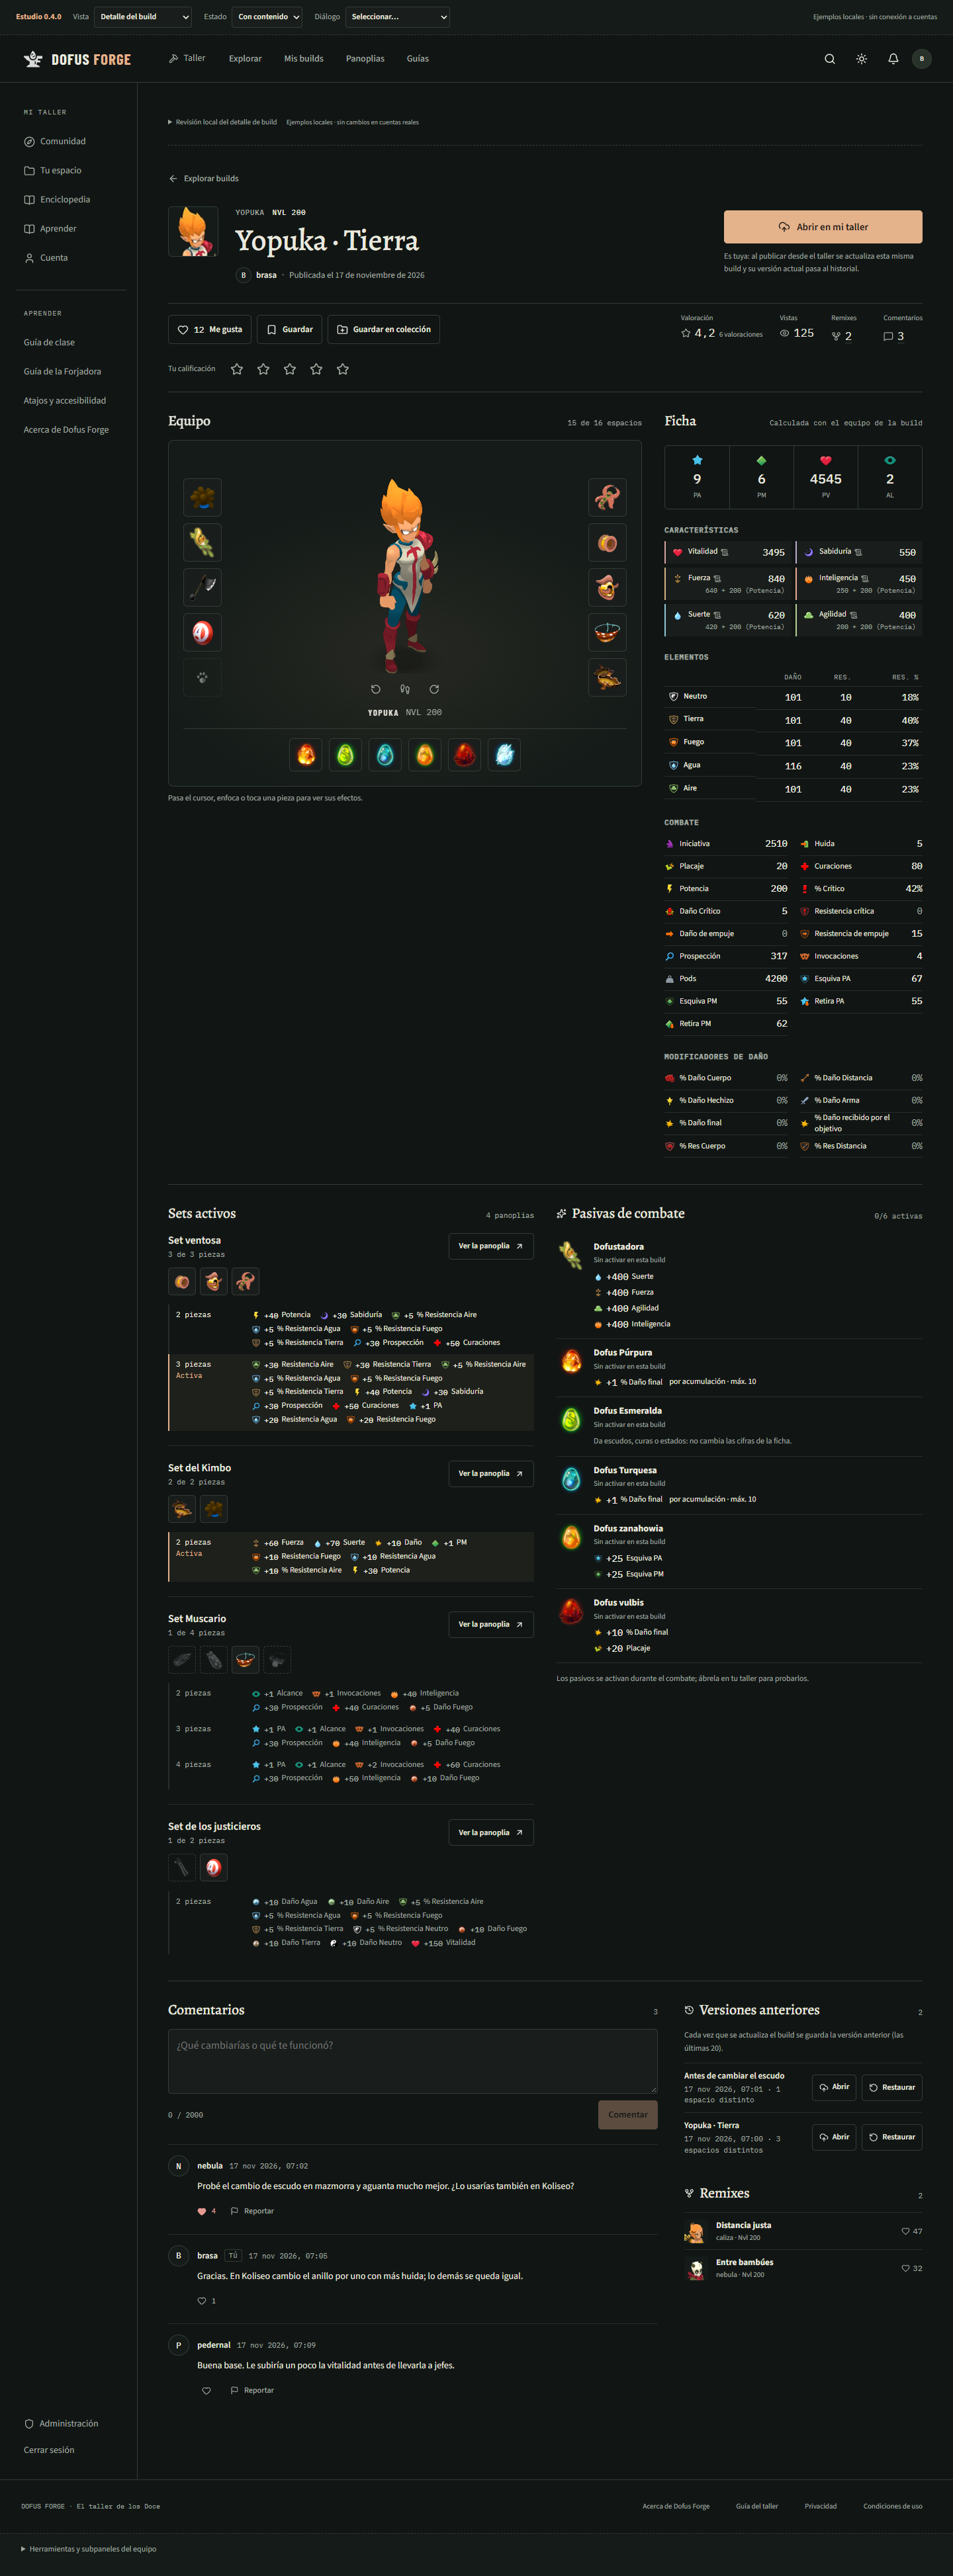 Estudio 0.4.0 Vista Detalle del build Estado Con contenido Diálogo Seleccionar... Ejemplos locales · sin conexión a cuentas
DOFUS FORGE Taller Explorar Mis builds Panoplias Guías B
MI TALLER
Comunidad
Tu espacio
Enciclopedia
Aprender
Cuenta
APRENDER
Guía de clase
Guía de la Forjadora
Atajos y accesibilidad
Acerca de Dofus Forge
Administración
Cerrar sesión
Revisión local del detalle de build Ejemplos locales · sin cambios en cuentas reales
Explorar builds
YOPUKA NVL 200
Yopuka · Tierra
B brasa · Publicada el 17 de noviembre de 2026
Abrir en mi taller
Es tuya: al publicar desde el taller se actualiza esta misma
build y su versión actual pasa al historial.
12 Me gusta Guardar Guardar en colección
Valoración Vistas Remixes Comentarios
4,2 6 valoraciones 125 2 3
Tu calificación
Equipo 15 de 16 espacios
YOPUKA NVL 200
Pasa el cursor, enfoca o toca una pieza para ver sus efectos.
Ficha Calculada con el equipo de la build
9 6 4545 2
PA PM PV AL
CARACTERÍSTICAS
Vitalidad 3495 Sabiduría 550
Fuerza 840 Inteligencia 450
640 + 200 (Potencia) 250 + 200 (Potencia)
Suerte 620 Agilidad 400
420 + 200 (Potencia) 200 + 200 (Potencia)
ELEMENTOS
DAÑO RES. RES. %
Neutro 101 10 18%
Tierra 101 40 40%
Fuego 101 40 37%
Agua 116 40 23%
Aire 101 40 23%
COMBATE
Iniciativa 2510 Huida 5
Placaje 20 Curaciones 80
Potencia 200 % Crítico 42%
Daño Crítico 5 Resistencia crítica 0
Daño de empuje 0 Resistencia de empuje 15
Prospección 317 Invocaciones 4
Pods 4200 Esquiva PA 67
Esquiva PM 55 Retira PA 55
Retira PM 62
MODIFICADORES DE DAÑO
% Daño Cuerpo 0% % Daño Distancia 0%
% Daño Hechizo 0% % Daño Arma 0%
% Daño final 0% % Daño recibido por el
objetivo 0%
% Res Cuerpo 0% % Res Distancia 0%
Sets activos 4 panoplias
Set ventosa Ver la panoplia
3 de 3 piezas
2 piezas +40 Potencia +30 Sabiduría +5 % Resistencia Aire
+5 % Resistencia Agua +5 % Resistencia Fuego
+5 % Resistencia Tierra +30 Prospección +50 Curaciones
3 piezas +30 Resistencia Aire +30 Resistencia Tierra +5 % Resistencia Aire
Activa +5 % Resistencia Agua +5 % Resistencia Fuego
+5 % Resistencia Tierra +40 Potencia +30 Sabiduría
+30 Prospección +50 Curaciones +1 PA
+20 Resistencia Agua +20 Resistencia Fuego
Set del Kimbo Ver la panoplia
2 de 2 piezas
2 piezas +60 Fuerza +70 Suerte +10 Daño +1 PM
Activa +10 Resistencia Fuego +10 Resistencia Agua
+10 % Resistencia Aire +30 Potencia
Set Muscario Ver la panoplia
1 de 4 piezas
2 piezas +1 Alcance +1 Invocaciones +40 Inteligencia
+30 Prospección +40 Curaciones +5 Daño Fuego
3 piezas +1 PA +1 Alcance +1 Invocaciones +40 Curaciones
+30 Prospección +40 Inteligencia +5 Daño Fuego
4 piezas +1 PA +1 Alcance +2 Invocaciones +60 Curaciones
+30 Prospección +50 Inteligencia +10 Daño Fuego
Set de los justicieros Ver la panoplia
1 de 2 piezas
2 piezas +10 Daño Agua +10 Daño Aire +5 % Resistencia Aire
+5 % Resistencia Agua +5 % Resistencia Fuego
+5 % Resistencia Tierra +5 % Resistencia Neutro +10 Daño Fuego
+10 Daño Tierra +10 Daño Neutro +150 Vitalidad
Pasivas de combate 0/6 activas
Dofustadora
Sin activar en esta build
+400 Suerte
+400 Fuerza
+400 Agilidad
+400 Inteligencia
Dofus Púrpura
Sin activar en esta build
+1 % Daño final por acumulación · máx. 10
Dofus Esmeralda
Sin activar en esta build
Da escudos, curas o estados: no cambia las cifras de la ficha.
Dofus Turquesa
Sin activar en esta build
+1 % Daño final por acumulación · máx. 10
Dofus zanahowia
Sin activar en esta build
+25 Esquiva PA
+25 Esquiva PM
Dofus vulbis
Sin activar en esta build
+10 % Daño final
+20 Placaje
Los pasivos se activan durante el combate; ábrela en tu taller para probarlos.
Comentarios 3
¿Qué cambiarías o qué te funcionó?
0 / 2000 Comentar
N nebula 17 nov 2026, 07:02
Probé el cambio de escudo en mazmorra y aguanta mucho mejor. ¿Lo usarías también en Koliseo?
4 Reportar
B brasa TÚ 17 nov 2026, 07:05
Gracias. En Koliseo cambio el anillo por uno con más huida; lo demás se queda igual.
1
P pedernal 17 nov 2026, 07:09
Buena base. Le subiría un poco la vitalidad antes de llevarla a jefes.
Reportar
Versiones anteriores 2
Cada vez que se actualiza el build se guarda la versión anterior (las
últimas 20).
Antes de cambiar el escudo
17 nov 2026, 07:01 · 1
espacio distinto
Abrir Restaurar
Yopuka · Tierra
17 nov 2026, 07:00 · 3
espacios distintos
Abrir Restaurar
Remixes 2
Distancia justa
caliza · Nvl 200 47
Entre bambúes
nebula · Nvl 200 32
DOFUS FORGE · El taller de los Doce Acerca de Dofus Forge Guía del taller Privacidad Condiciones de uso
Herramientas y subpaneles del equipo